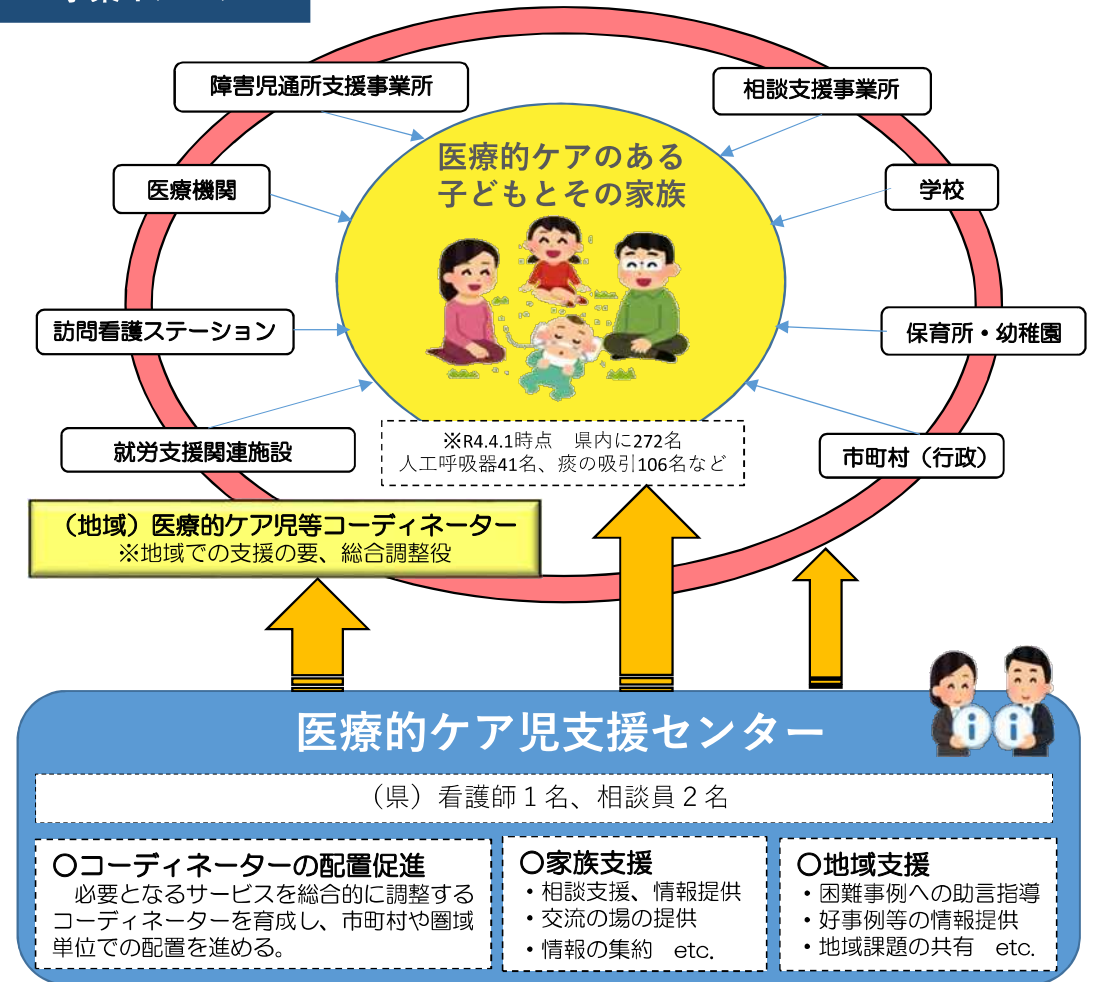 障害児通所支援事業所
相談支援事業所
医療的ケアのある
子どもとその家族
医療機関
学校
訪問看護ステーション
保育所・幼稚園
就労支援関連施設
市町村（行政）
※R4.4.1時点　県内に272名
人工呼吸器41名、痰の吸引106名など
（地域）医療的ケア児等コーディネーター
※地域での支援の要、総合調整役
医療的ケア児支援センター
（県）看護師１名、相談員２名
〇コーディネーターの配置促進
必要となるサービスを総合的に調整する
コーディネーターを育成し、市町村や圏域
単位での配置を進める。
〇家族支援
・相談支援、情報提供
・交流の場の提供
・情報の集約　etc.
〇地域支援
・困難事例への助言指導
・好事例等の情報提供
・地域課題の共有　etc.